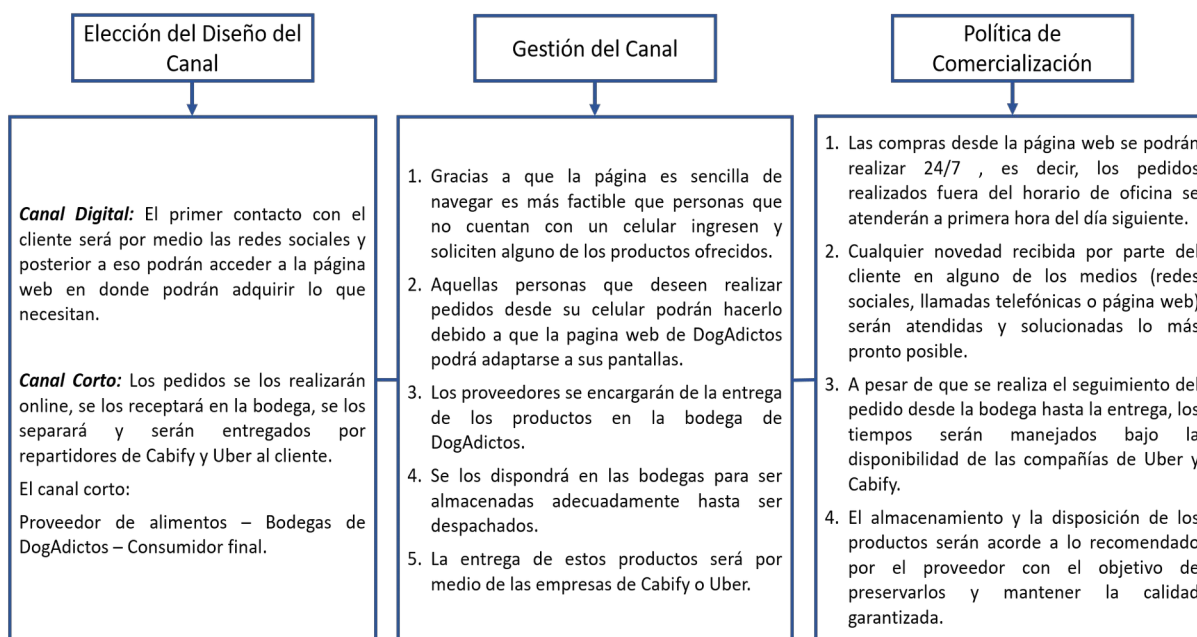 Elección del Diseño del
Canal
Canal Digital: El primer contacto con el
cliente será por medio las redes sociales y
posterior a eso podrán acceder a la página
web en donde podrán adquirir lo que
necesitan.
Canal Corto: Los pedidos se los realizarán
online, se los receptará en la bodega, se los
separará y serán entregados por
repartidores de Cabify y Uber al cliente.
El canal corto:
Proveedor de alimentos – Bodegas de
DogAdictos – Consumidor final.
Gestión del Canal
1. Gracias a que la página es sencilla de
navegar es más factible que personas que
no cuentan con un celular ingresen y
soliciten alguno de los productos ofrecidos.
2. Aquellas personas que deseen realizar
pedidos desde su celular podrán hacerlo
debido a que la pagina web de DogAdictos
podrá adaptarse a sus pantallas.
3. Los proveedores se encargarán de la entrega
de los productos en la bodega de
DogAdictos.
4. Se los dispondrá en las bodegas para ser
almacenadas adecuadamente hasta ser
despachados.
5. La entrega de estos productos será por
medio de las empresas de Cabify o Uber.
Política de
Comercialización
1. Las compras desde la página web se podrán
realizar 24/7 , es decir, los pedidos
realizados fuera del horario de oficina se
atenderán a primera hora del día siguiente.
2. Cualquier novedad recibida por parte del
cliente en alguno de los medios (redes
sociales, llamadas telefónicas o página web)
serán atendidas y solucionadas lo más
pronto posible.
3. A pesar de que se realiza el seguimiento del
pedido desde la bodega hasta la entrega, los
tiempos serán manejados bajo la
disponibilidad de las compañías de Uber y
Cabify.
4. El almacenamiento y la disposición de los
productos serán acorde a lo recomendado
por el proveedor con el objetivo de
preservarlos y mantener la calidad
garantizada.